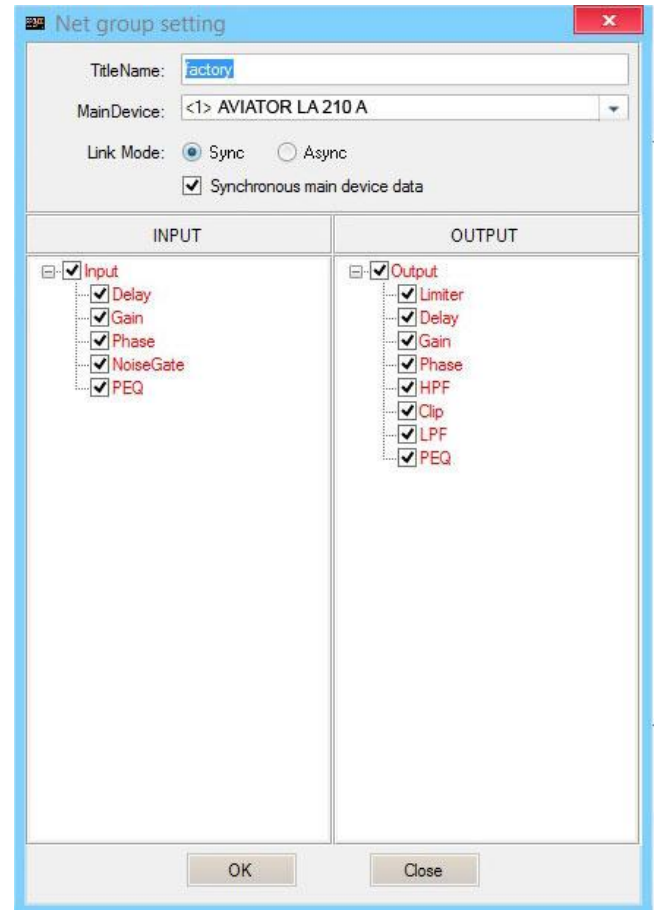 Net group setting
x
TitleName: factory
MainDevice: <1> AVIATOR LA 210 A
Link Mode: Sync Async
Synchronous main device data
INPUT OUTPUT
Input
Delay
Gain
Phase
NoiseGate
PEQ
Output
Limiter
Delay
Gain
Phase
HPF
Clip
LPF
PEQ
OK Close